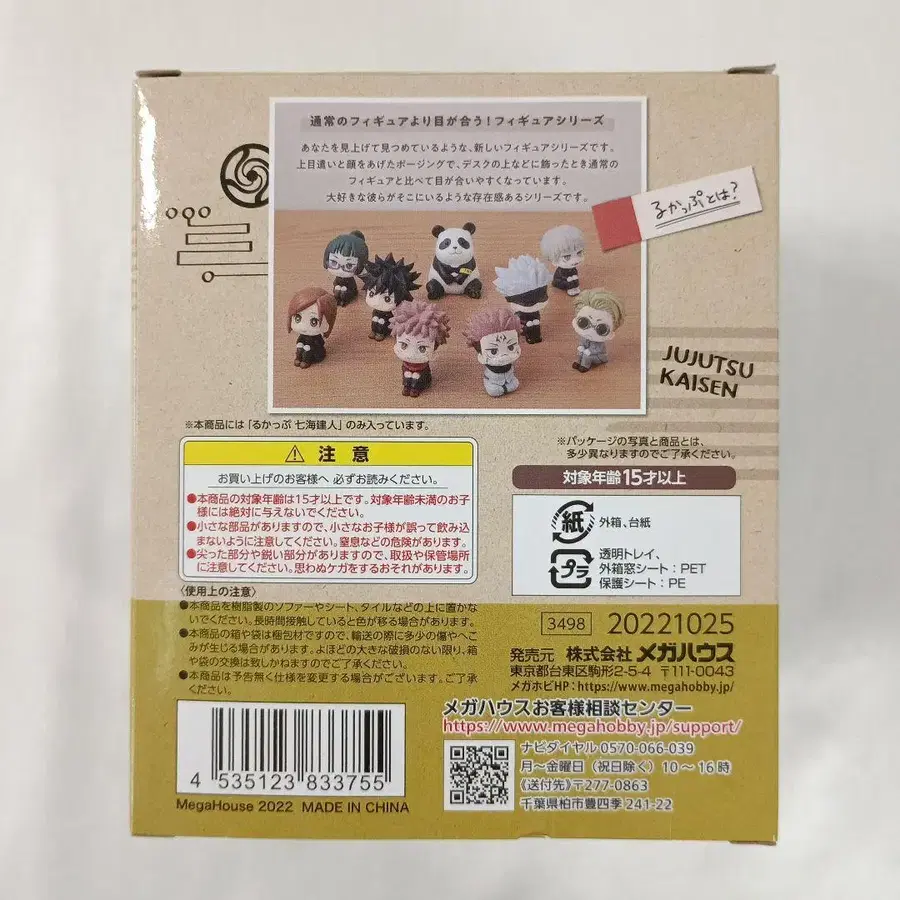 通常のフィギュアより目が合う!フィギュアシリーズ
あなたを見上げて見つめているような、新しいフィギュアシリーズです。
上目遣いと顔をあげたポージングで、デスクの上などに飾ったとき通常の
フィギュアと比べて目が合いやすくなっています。
大好きな彼らがそこにいるような存在感あるシリーズです。
るかっぷとは?
JUJUTSU
KAISEN
※本商品には「るかっぷ 七海建人」のみ入っています。
※パッケージの写真と商品とは、
多少異なりますのでご了承ください。
⚠ 注意
お買い上げのお客様へ 必ずお読みください。
●本商品の対象年齢は15才以上です。対象年齢未満のお子
様には絶対に与えないでください。
●小さな部品がありますので、小さなお子様が誤って飲み込
まないように注意してください。窒息などの危険があります。
●尖った部分や鋭い部分がありますので、取扱や保管場所
に注意してください。思わぬケガをするおそれがあります。
対象年齢15才以上
紙
外箱、台紙
プラ
透明トレイ、
外箱窓シート:PET
保護シート:PE
〈使用上の注意〉
●本商品を樹脂製のソファーやシート、タイルなどの上に置かな
いでください。長時間接触していると色が移る場合があります。
●本商品の箱や袋は梱包材ですので、輸送の際に多少の傷やへこ
みが生じる場合があります。よほどの大きな破損のない限り、箱
や袋の交換は致しかねますのでご了承ください。
●本商品は予告無く仕様を変更する場合がございます。ご了
承ください。
3498
20221025
発売元 株式会社 メガハウス
東京都台東区駒形2-5-4 〒111-0043
メガホビHP:https://www.megahobby.jp/
メガハウスお客様相談センター
https://www.megahobby.jp/support/
ナビダイヤル 0570-066-039
月〜金曜日(祝日除く)10〜16時
《送付先》〒277-0863
千葉県柏市豊四季241-22
4 535123 833755
MegaHouse 2022 MADE IN CHINA